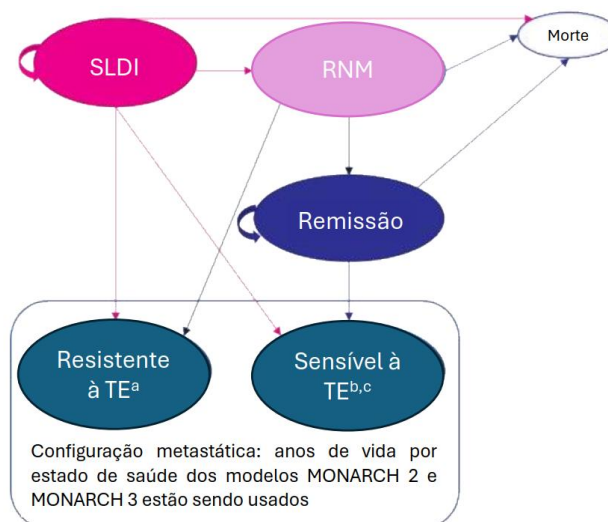 Morte
SLDI
RNM
Remissão
Resistente
à TEᵃ
Sensível à
TEᵇ,ᶜ
Configuração metastática: anos de vida por
estado de saúde dos modelos MONARCH 2 e
MONARCH 3 estão sendo usados